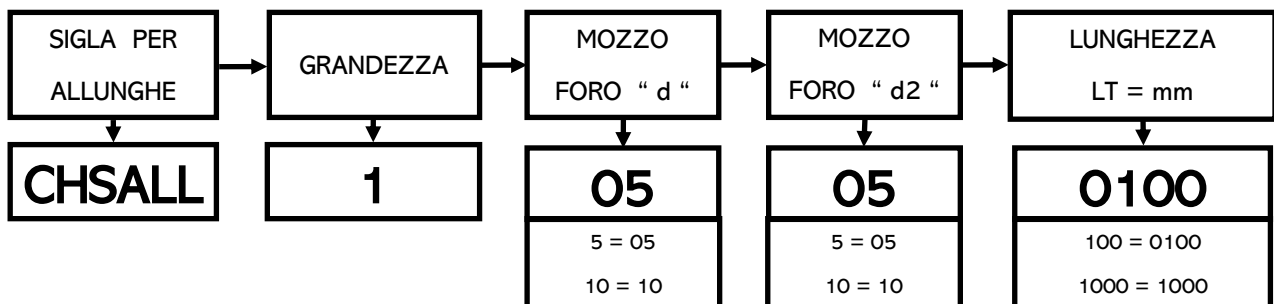 SIGLA PER
ALLUNGHE
GRANDEZZA
MOZZO
FORO “ d “
MOZZO
FORO “ d2 “
LUNGHEZZA
LT = mm
CHSALL
1
05
05
0100
5 = 05
10 = 10
5 = 05
10 = 10
100 = 0100
1000 = 1000